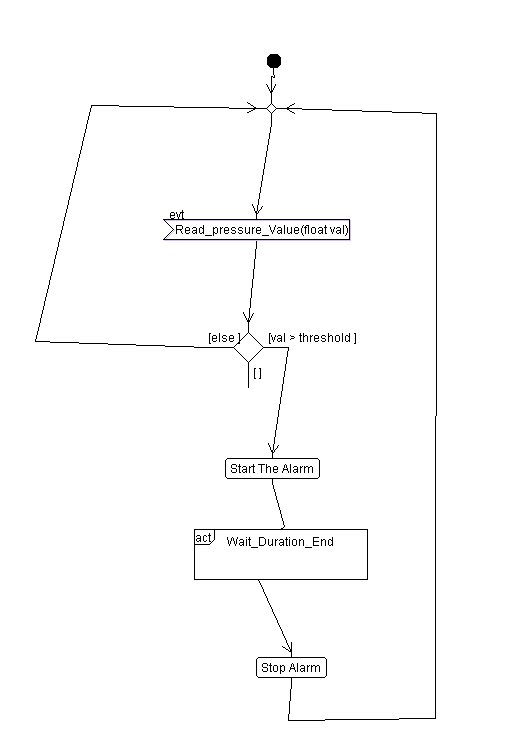 evt
Read_pressure_Value(float val)
[else ]
[val > threshold ]
[ ]
Start The Alarm
act
Wait_Duration_End
Stop Alarm